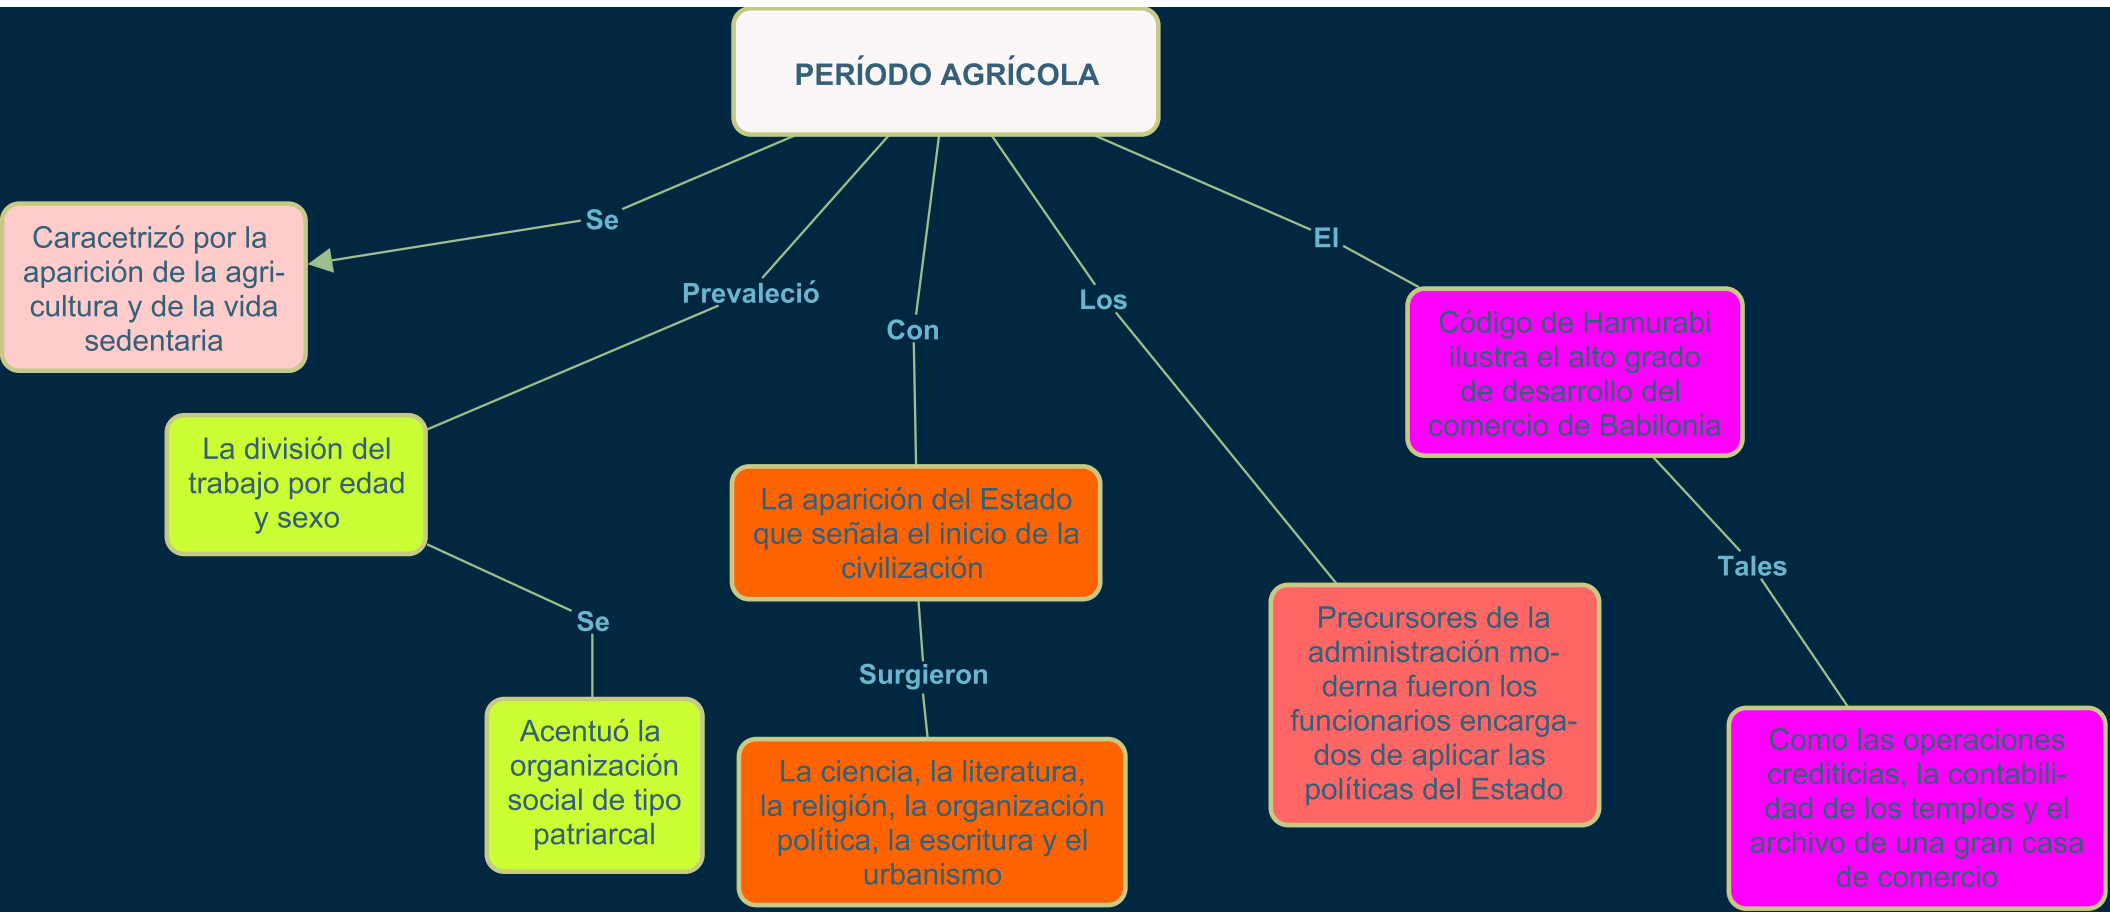 PERÍODO AGRÍCOLA
Se
Caracetrizó por la
aparición de la agri-
cultura y de la vida
sedentaria
Prevaleció
La división del
trabajo por edad
y sexo
Se
Acentuó la
organización
social de tipo
patriarcal
Con
La aparición del Estado
que señala el inicio de la
civilización
Surgieron
La ciencia, la literatura,
la religión, la organización
política, la escritura y el
urbanismo
Los
Precursores de la
administración mo-
derna fueron los
funcionarios encarga-
dos de aplicar las
políticas del Estado
El
Código de Hamurabi
ilustra el alto grado
de desarrollo del
comercio de Babilonia
Tales
Como las operaciones
crediticias, la contabili-
dad de los templos y el
archivo de una gran casa
de comercio